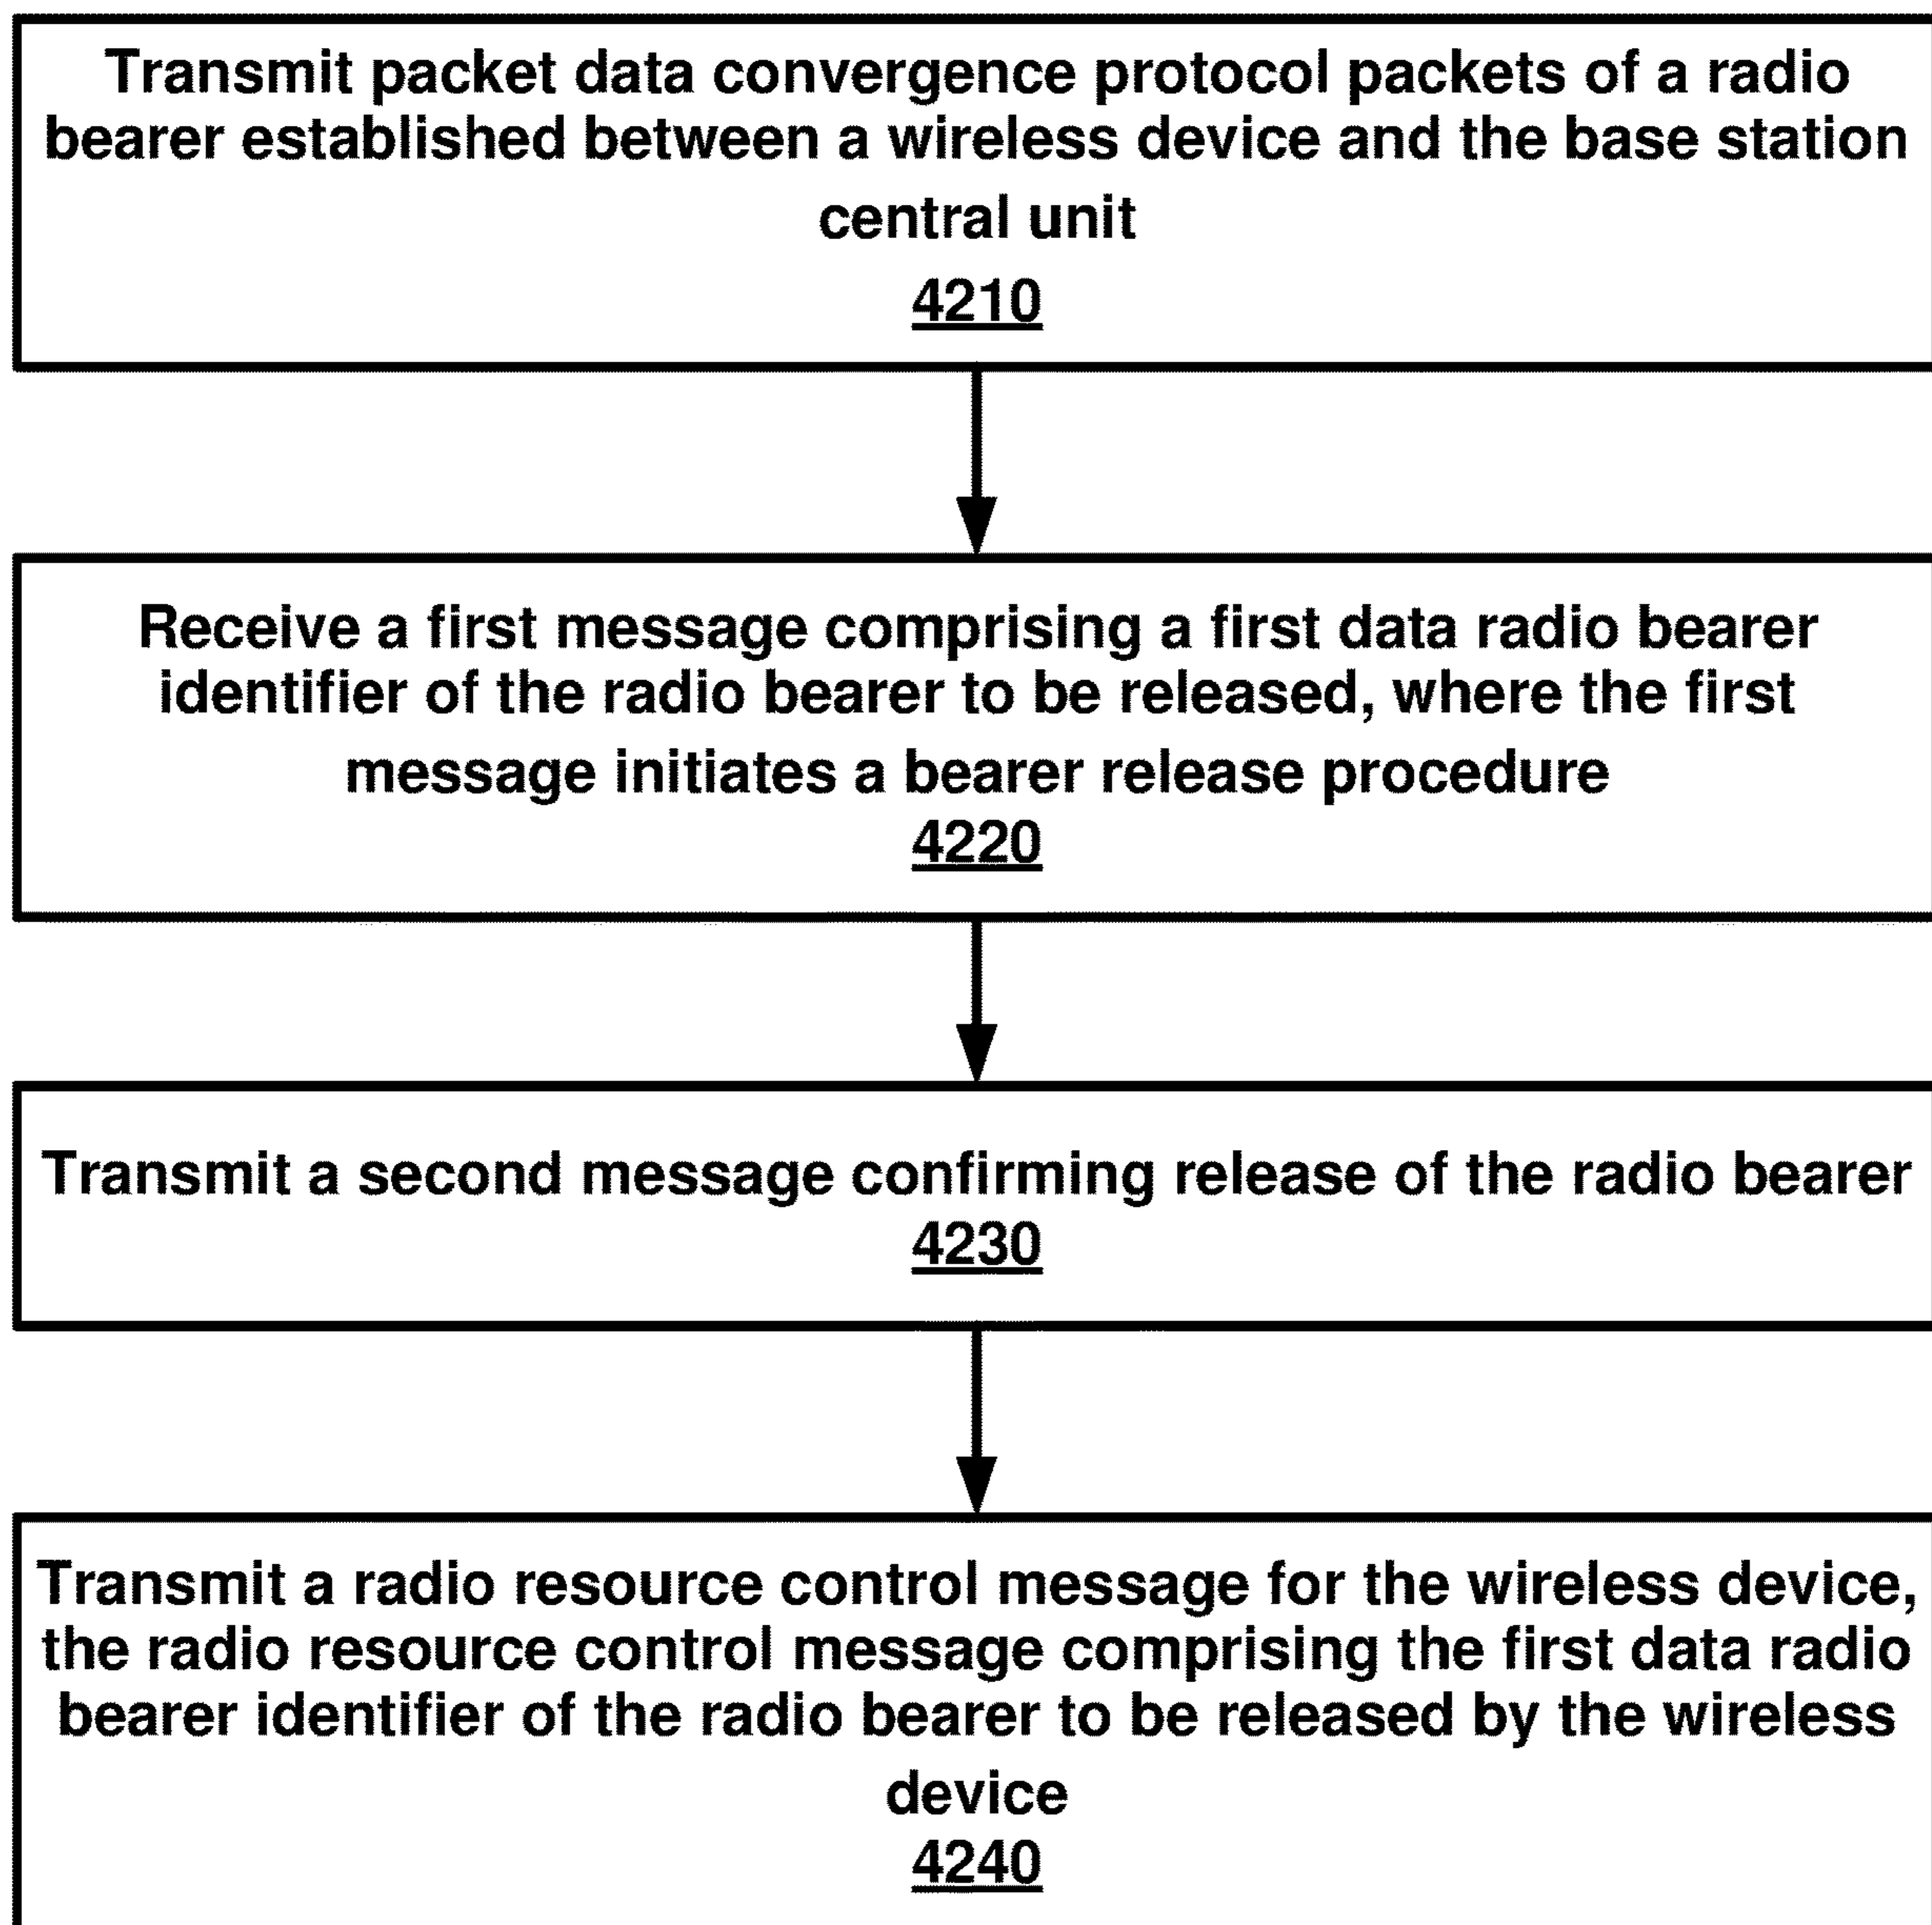 Transmit packet data convergence protocol packets of a radio
bearer established between a wireless device and the base station
central unit
4210
Receive a first message comprising a first data radio bearer
identifier of the radio bearer to be released, where the first
message initiates a bearer release procedure
4220
Transmit a second message confirming release of the radio bearer
4230
Transmit a radio resource control message for the wireless device,
the radio resource control message comprising the first data radio
bearer identifier of the radio bearer to be released by the wireless
device
4240